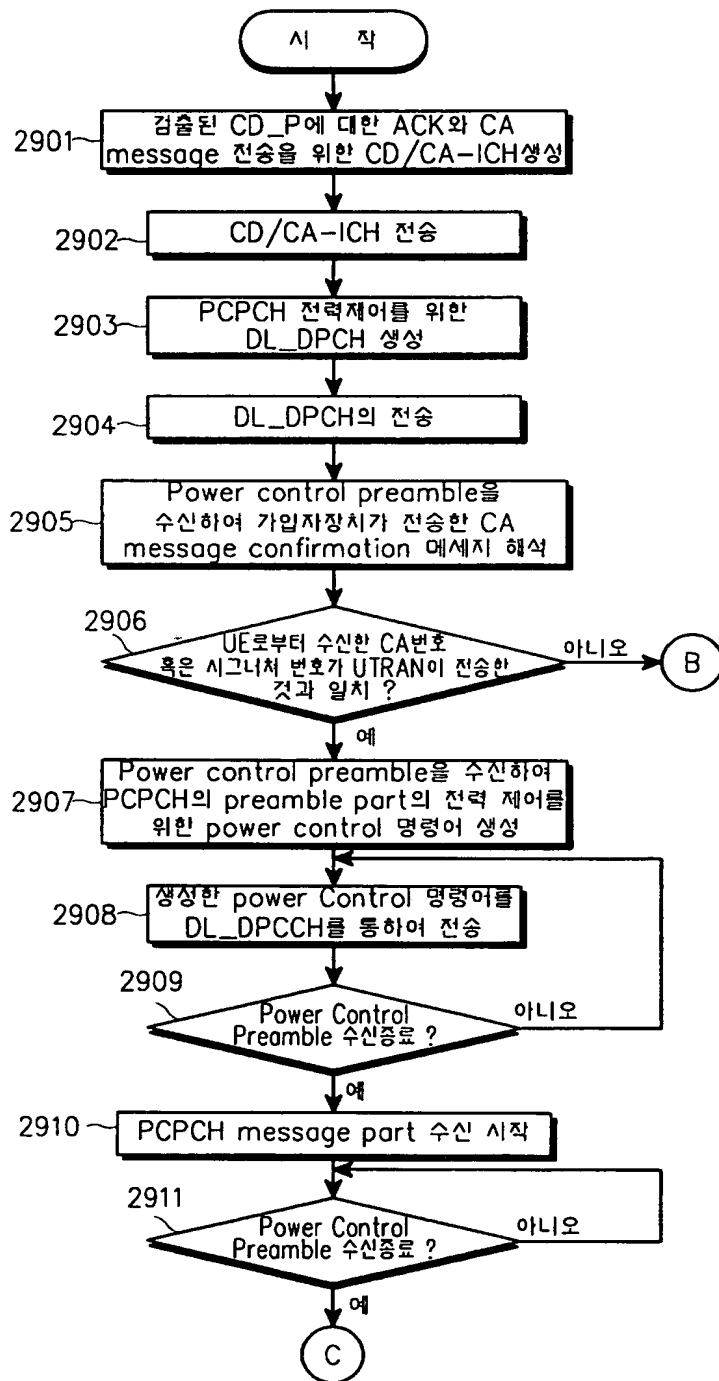 시 작
2901
검출된 CD_P에 대한 ACK와 CA
message 전송을 위한 CD/CA-ICH생성
2902
CD/CA-ICH 전송
2903
PCPCH 전력제어를 위한
DL_DPCH 생성
2904
DL_DPCH의 전송
2905
Power control preamble을
수신하여 가입자장치가 전송한 CA
message confirmation 메세지 해석
2906
UE로부터 수신한 CA번호
혹은 시그너쳐 번호가 UTRAN이 전송한
것과 일치 ?
아니오
B
예
2907
Power control preamble을 수신하여
PCPCH의 preamble part의 전력 제어를
위한 power control 명령어 생성
2908
생성한 power Control 명령어를
DL_DPCCH를 통하여 전송
2909
Power Control
Preamble 수신종료 ?
아니오
예
2910
PCPCH message part 수신 시작
2911
Power Control
Preamble 수신종료 ?
아니오
예
C